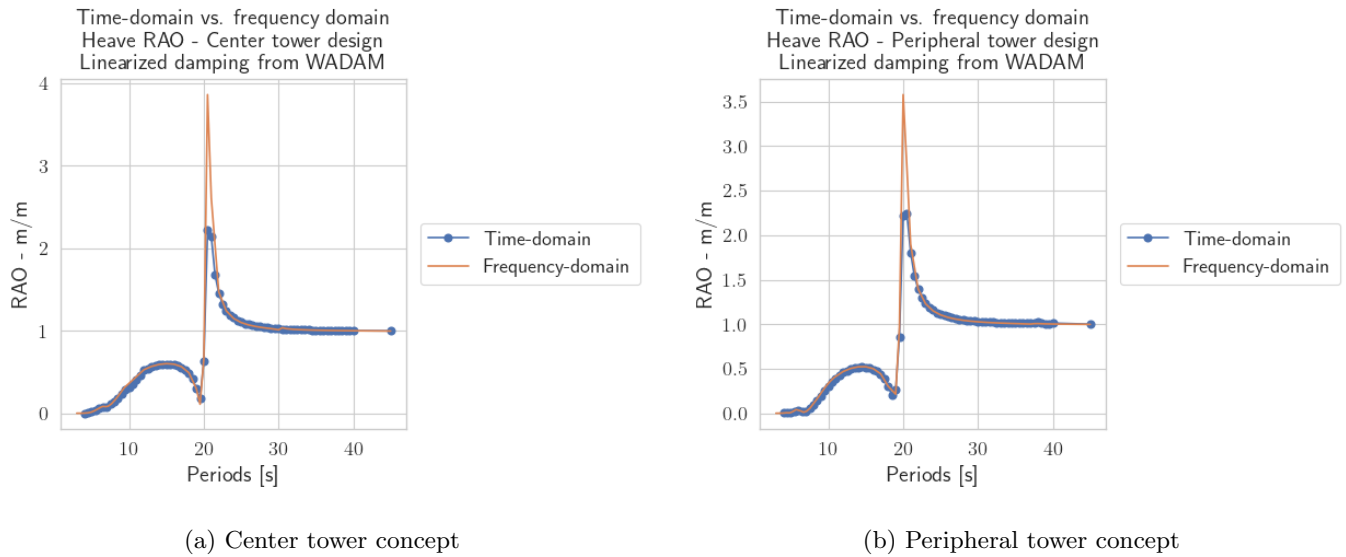 Time-domain vs. frequency domain
Heave RAO - Center tower design
Linearized damping from WADAM
4
3
2
1
0
RAO - m/m
10
20
30
40
Periods [s]
Time-domain
Frequency-domain
(a) Center tower concept
Time-domain vs. frequency domain
Heave RAO - Peripheral tower design
Linearized damping from WADAM
3.5
3.0
2.5
2.0
1.5
1.0
0.5
0.0
RAO - m/m
10
20
30
40
Periods [s]
Time-domain
Frequency-domain
(b) Peripheral tower concept